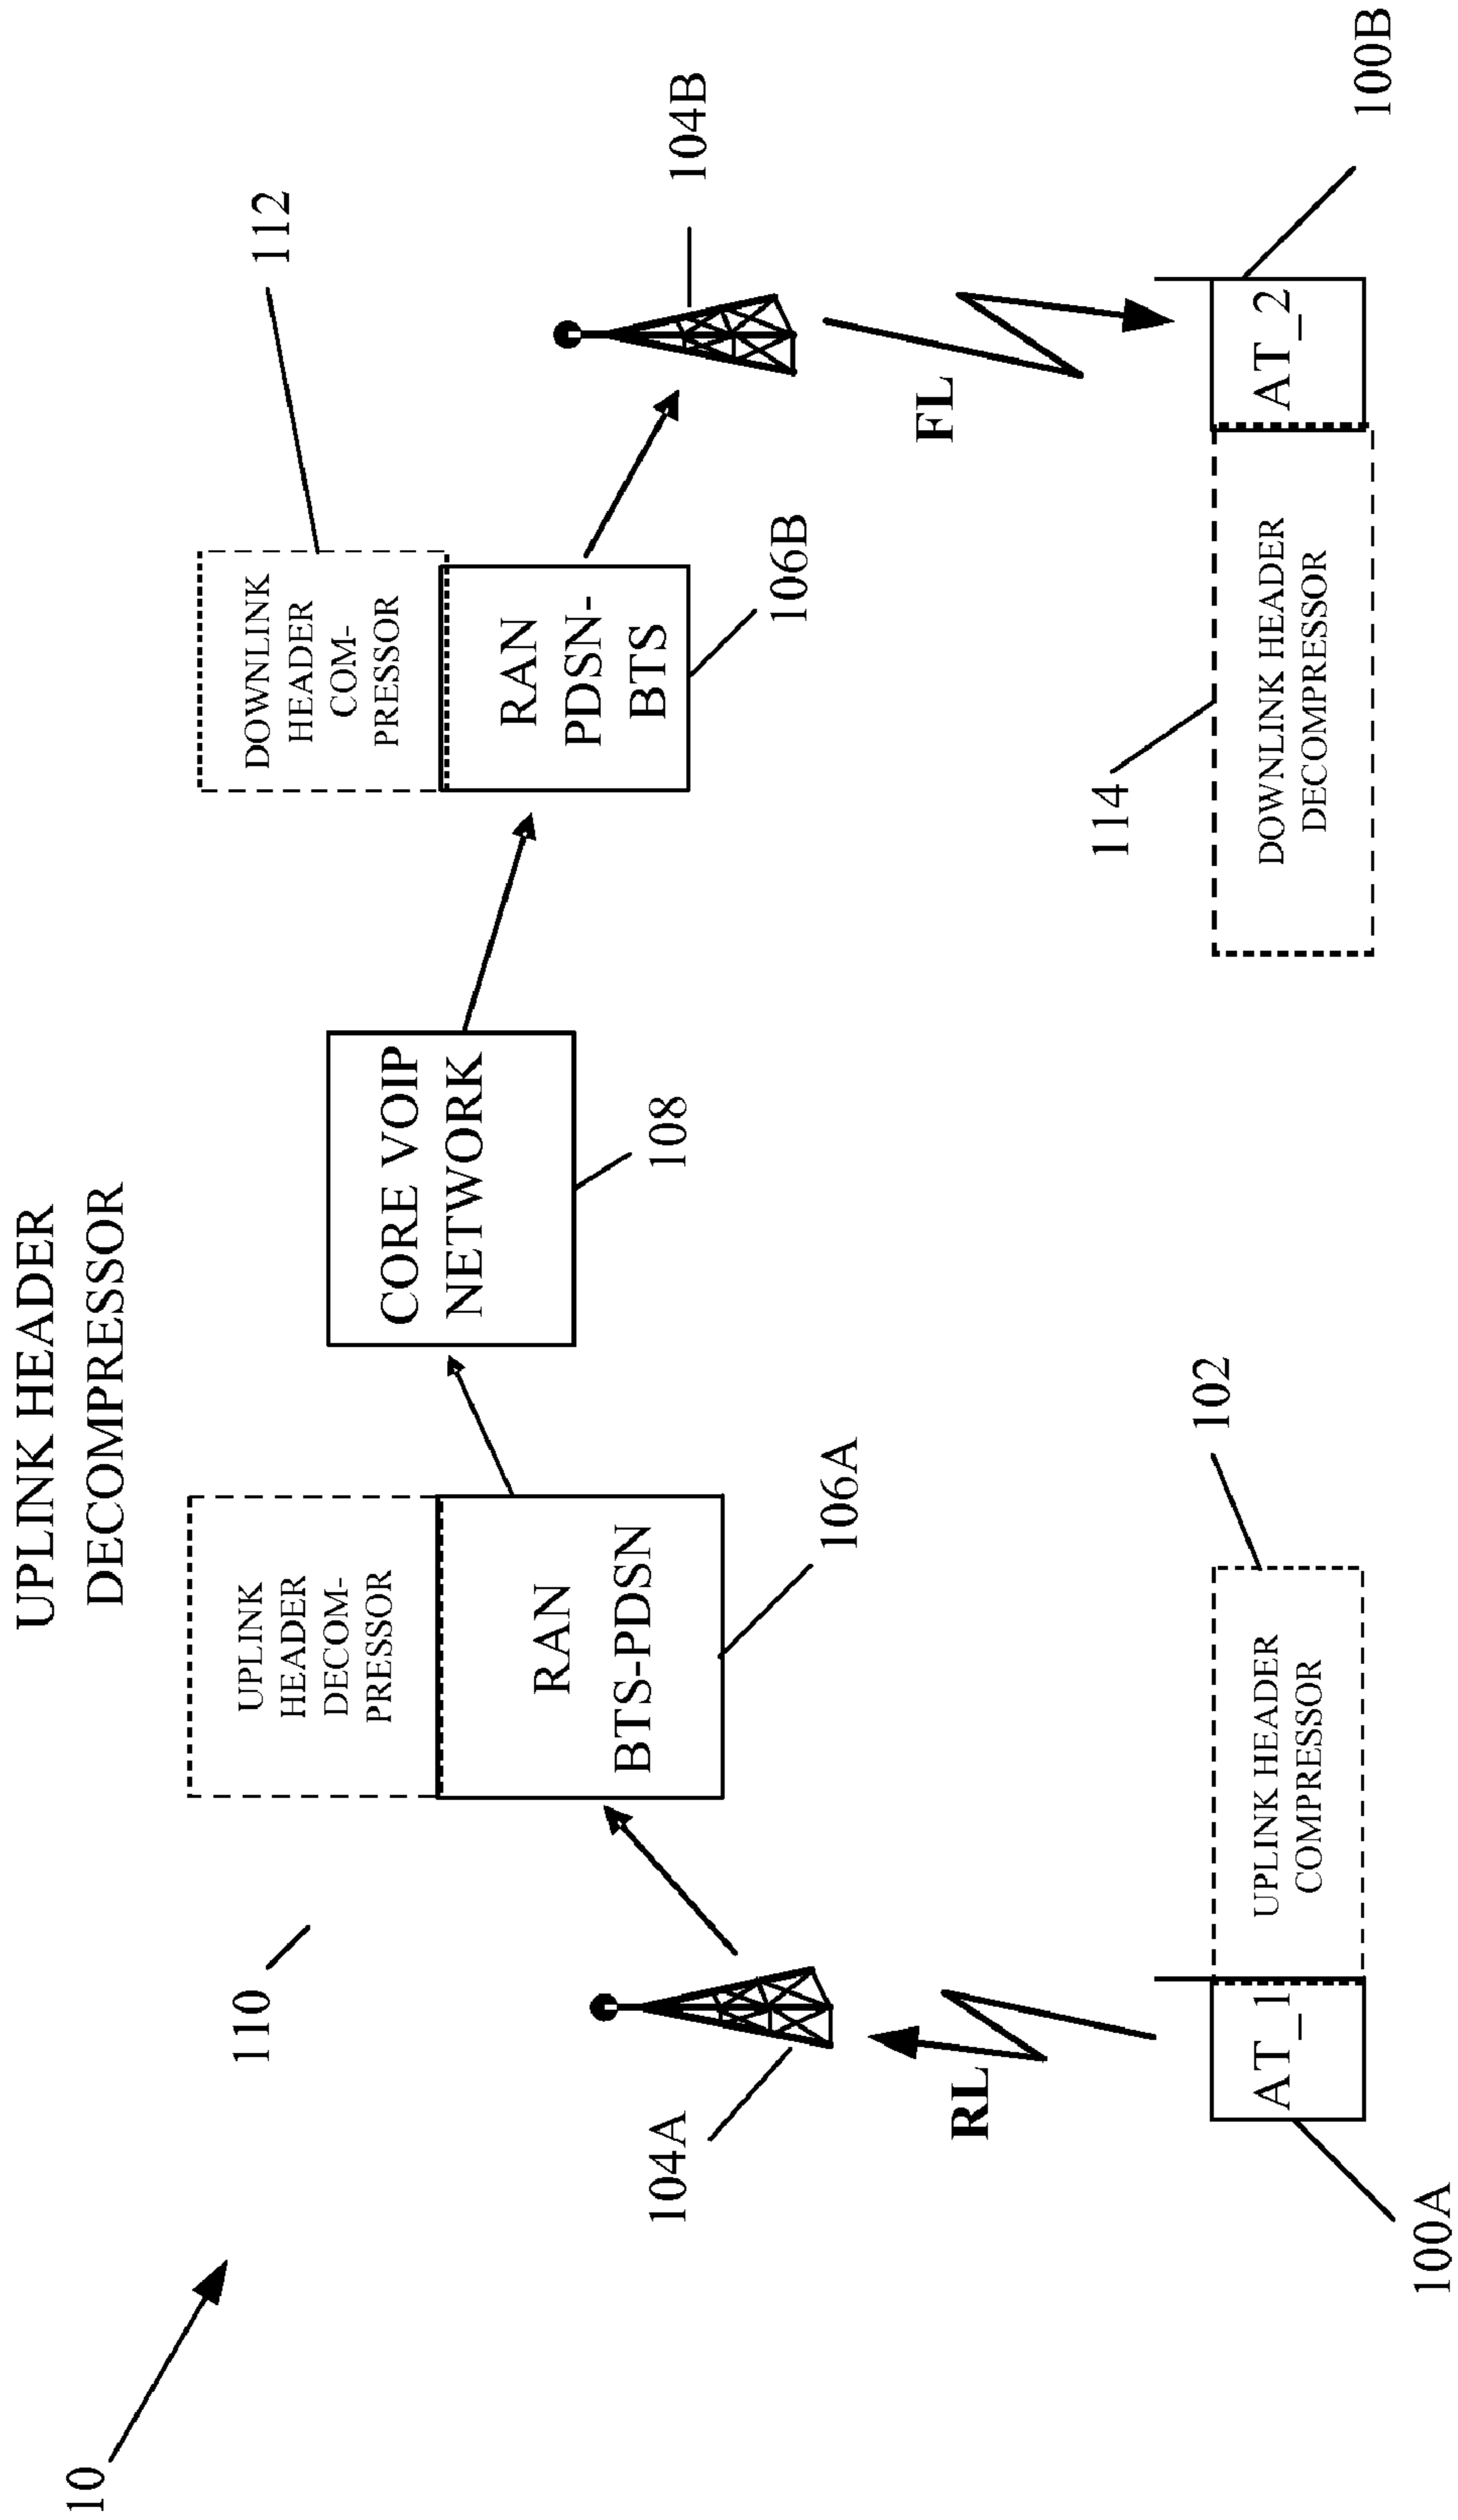 UPLINK HEADER
DECOMPRESSOR
10
110
UPLINK
HEADER
DECOM-
PRESSOR
RAN
BTS-PDSN
106A
CORE VOIP
NETWORK
108
112
DOWNLINK
HEADER
COM-
PRESSOR
RAN
PDSN-
BTS
106B
104A
104B
RL
FL
AT_1
100A
UPLINK HEADER
COMPRESSOR
102
114
DOWNLINK HEADER
DECOMPRESSOR
AT_2
100B